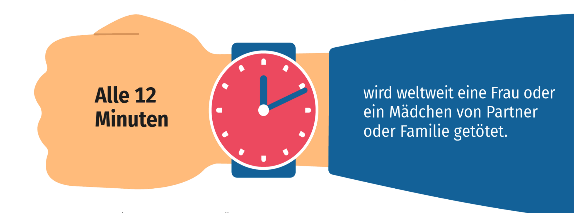 Alle 12
Minuten
wird weltweit eine Frau oder
ein Mädchen von Partner
oder Familie getötet.